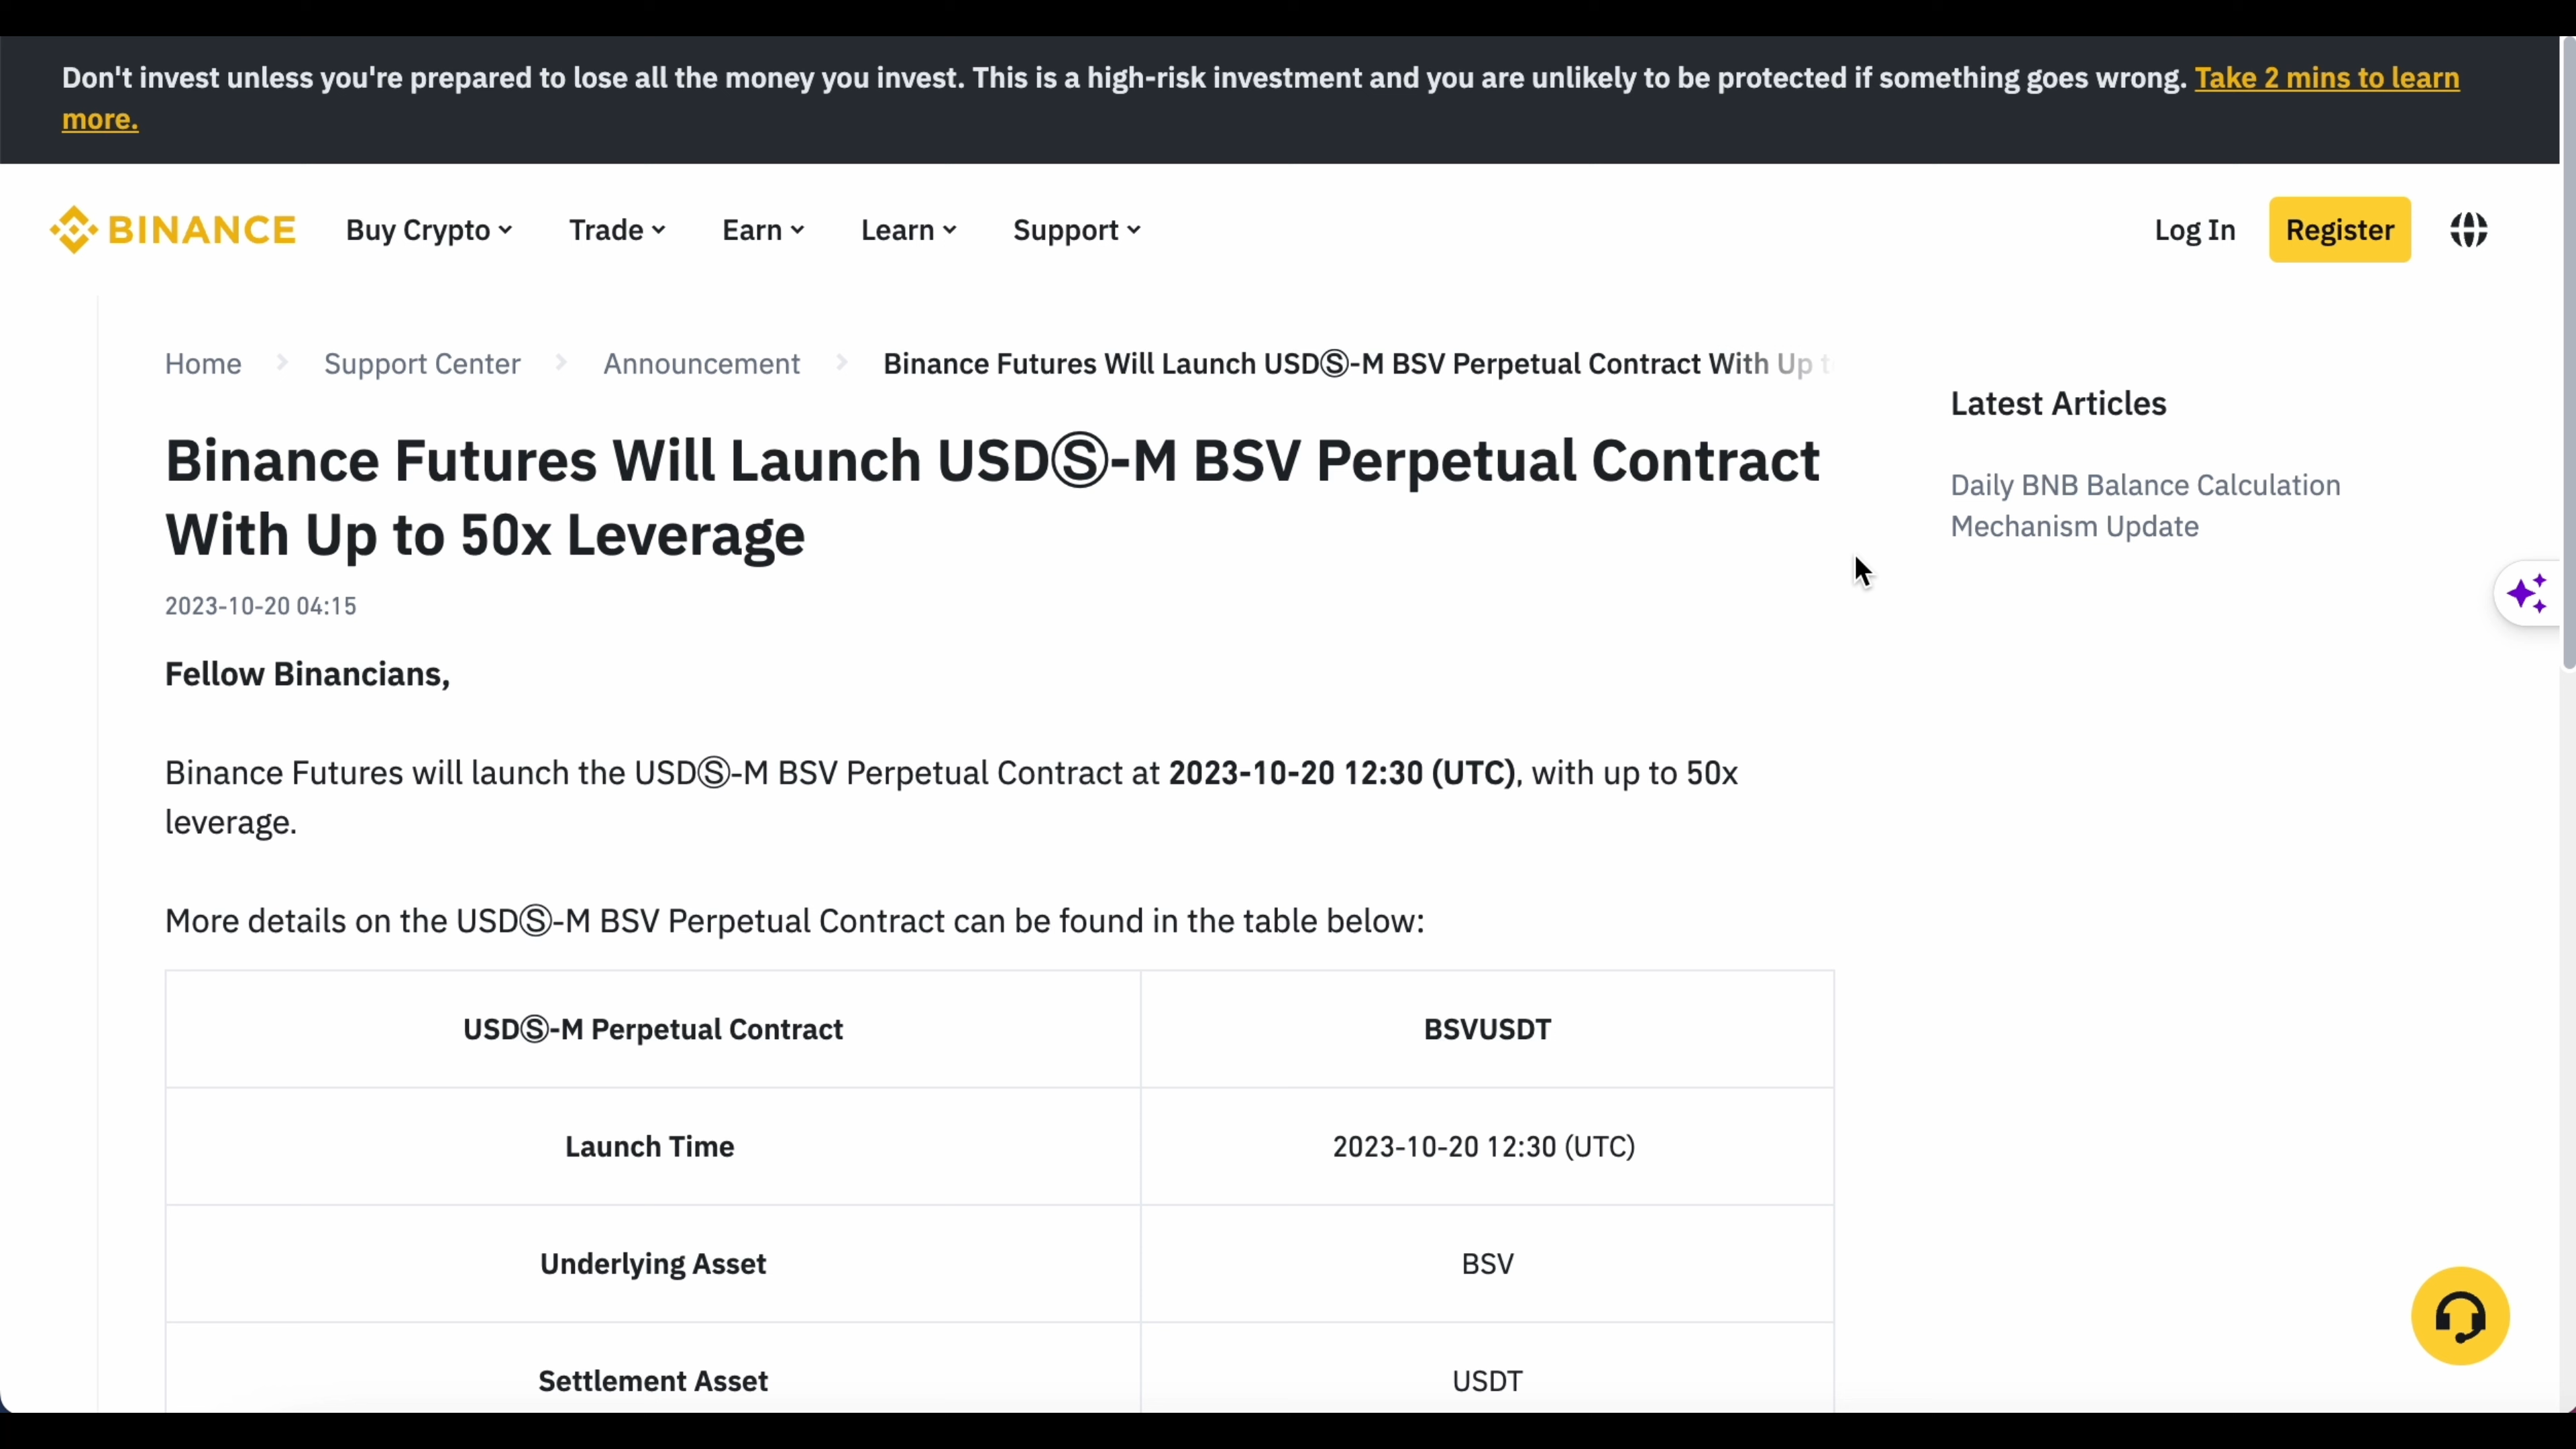 Don't invest unless you're prepared to lose all the money you invest. This is a high-risk investment and you are unlikely to be protected if something goes wrong. Take 2 mins to learn
more.
BINANCE Buy Crypto Trade Earn Learn Support Log In Register
Home Support Center Announcement Binance Futures Will Launch USDⓈ-M BSV Perpetual Contract With Up t
Binance Futures Will Launch USDⓈ-M BSV Perpetual Contract
With Up to 50x Leverage
2023-10-20 04:15
Fellow Binancians,
Binance Futures will launch the USDⓈ-M BSV Perpetual Contract at 2023-10-20 12:30 (UTC), with up to 50x
leverage.
More details on the USDⓈ-M BSV Perpetual Contract can be found in the table below:
USDⓈ-M Perpetual Contract BSVUSDT
Launch Time 2023-10-20 12:30 (UTC)
Underlying Asset BSV
Settlement Asset USDT
Latest Articles
Daily BNB Balance Calculation
Mechanism Update